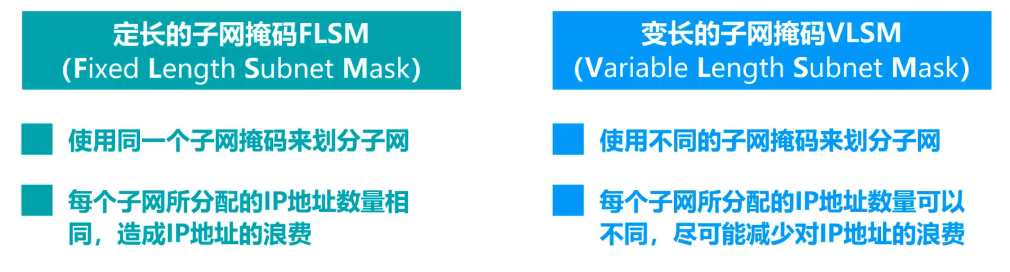 定长的子网掩码FLSM
(Fixed Length Subnet Mask)
使用同一个子网掩码来划分子网
每个子网所分配的IP地址数量相
同，造成IP地址的浪费
变长的子网掩码VLSM
(Variable Length Subnet Mask)
使用不同的子网掩码来划分子网
每个子网所分配的IP地址数量可以
不同，尽可能减少对IP地址的浪费